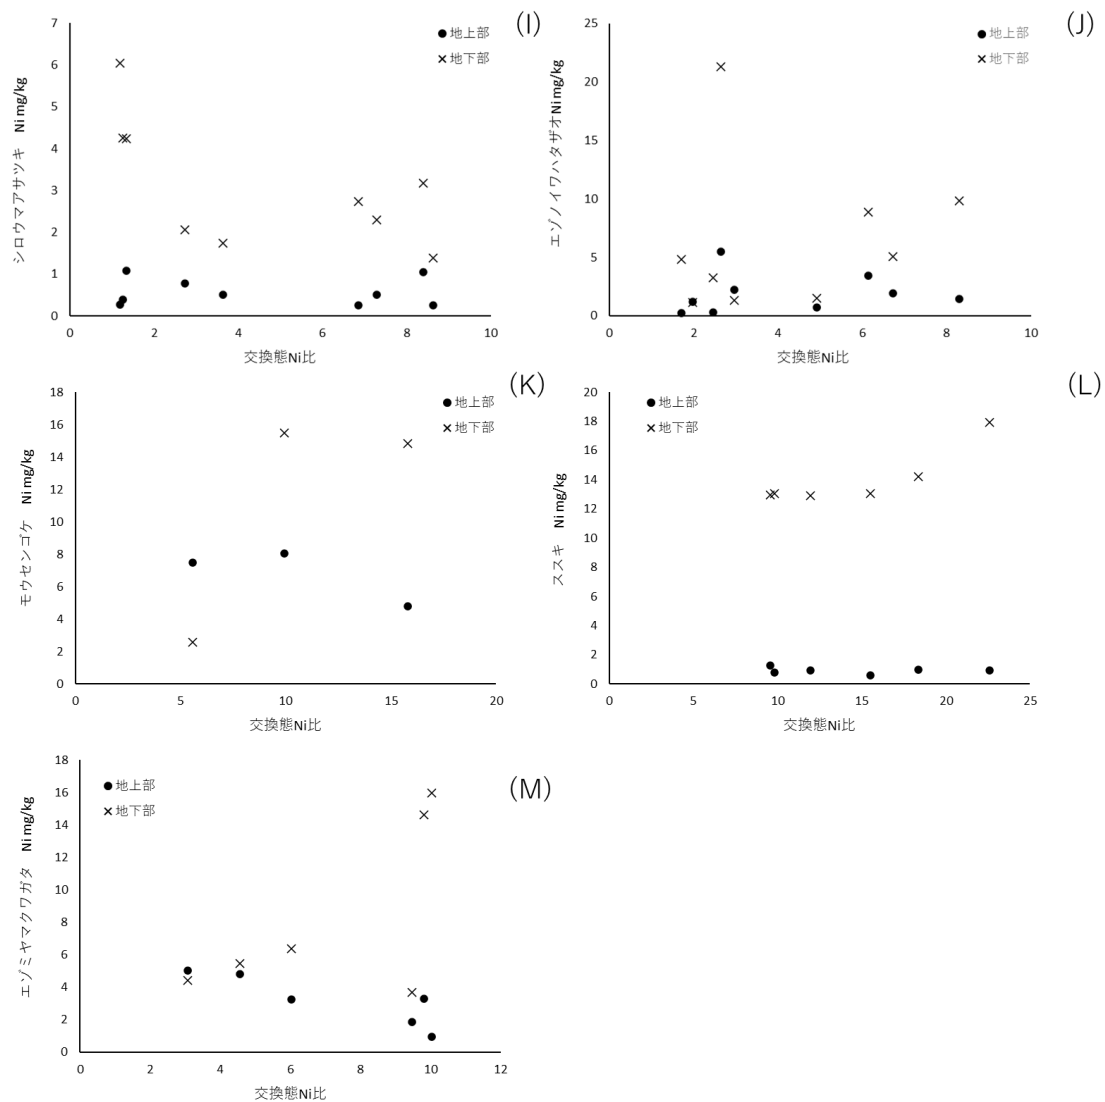 (I)
地上部
地下部
シロウマアサツキ Ni mg/kg
7
6
5
4
3
2
1
0
0 2 4 6 8 10
交換態Ni比
(J)
地上部
地下部
エゾノイワハタザオNi mg/kg
25
20
15
10
5
0
0 2 4 6 8 10
交換態Ni比
(K)
地上部
地下部
モウセンゴケ Ni mg/kg
18
16
14
12
10
8
6
4
2
0
0 5 10 15 20
交換態Ni比
(L)
地上部
地下部
ススキ Ni mg/kg
20
18
16
14
12
10
8
6
4
2
0
0 5 10 15 20 25
交換態Ni比
(M)
地上部
地下部
エゾミヤマクワガタ Ni mg/kg
18
16
14
12
10
8
6
4
2
0
0 2 4 6 8 10 12
交換態Ni比